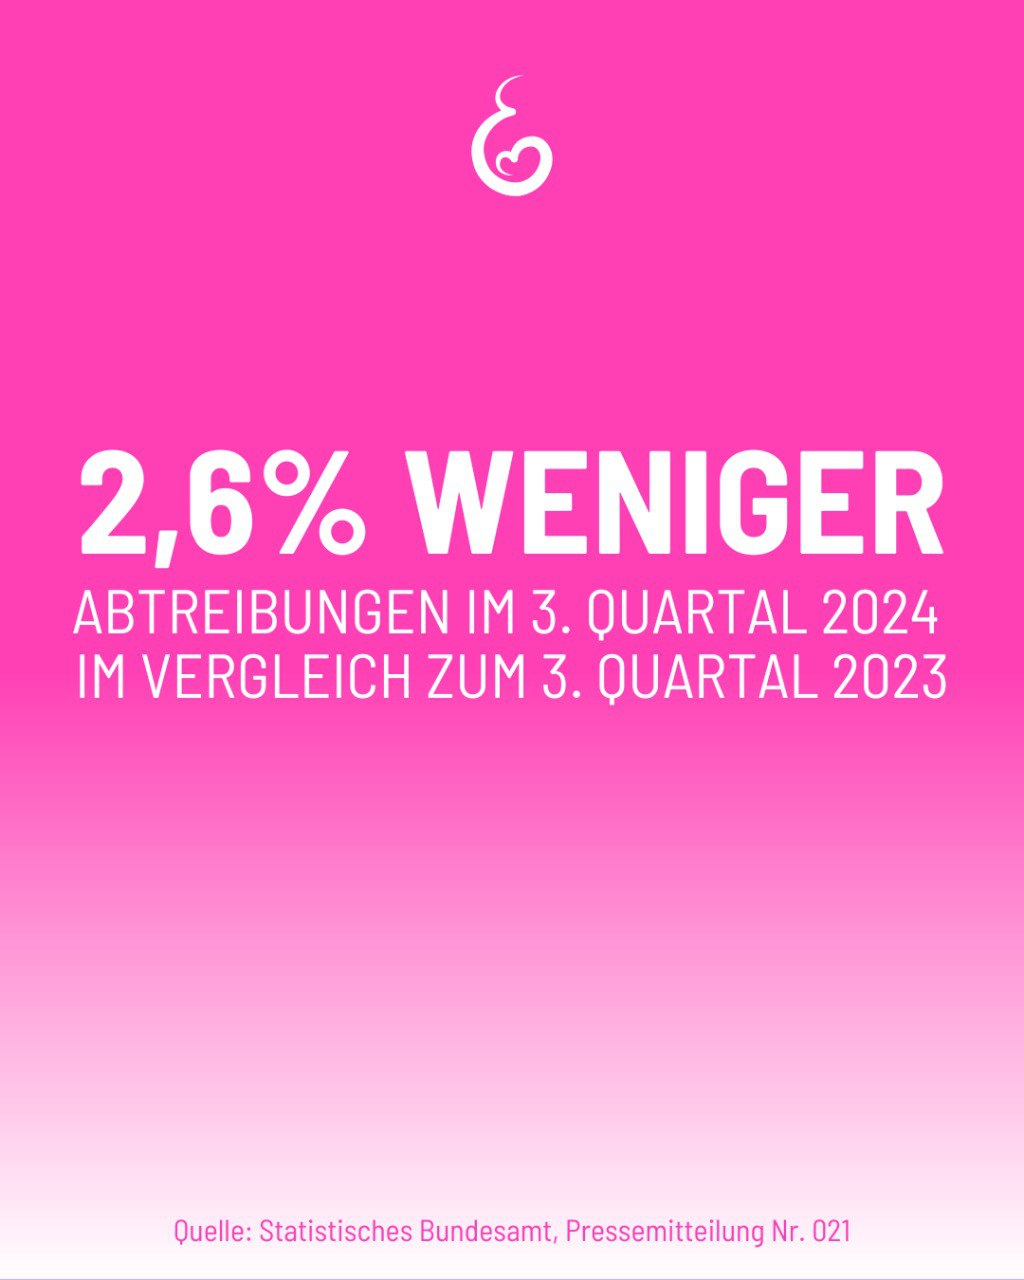 2,6% WENIGER
ABTREIBUNGEN IM 3. QUARTAL 2024
IM VERGLEICH ZUM 3. QUARTAL 2023
Quelle: Statistisches Bundesamt, Pressemitteilung Nr. 021